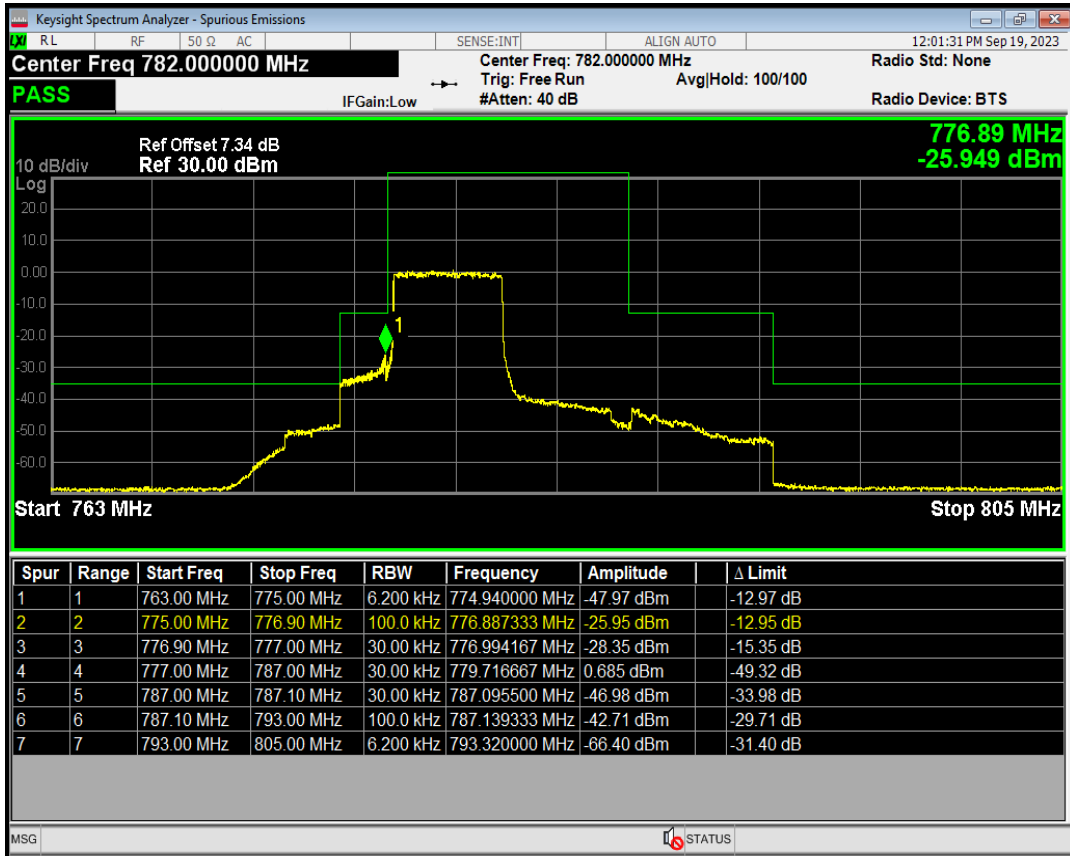 Keysight Spectrum Analyzer - Spurious Emissions
LXI RL RF 50 Ω AC SENSE:INT ALIGN AUTO 12:01:31 PM Sep 19, 2023
Center Freq 782.000000 MHz Center Freq: 782.000000 MHz Radio Std: None
Trig: Free Run Avg|Hold: 100/100
PASS IFGain:Low #Atten: 40 dB Radio Device: BTS
776.89 MHz
-25.949 dBm
Ref Offset 7.34 dB
10 dB/div Ref 30.00 dBm
Log
20.0
10.0
0.00
-10.0
1
-20.0
-30.0
-40.0
-50.0
-60.0
Start 763 MHz Stop 805 MHz
Spur Range Start Freq Stop Freq RBW Frequency Amplitude Δ Limit
1 1 763.00 MHz 775.00 MHz 6.200 kHz 774.940000 MHz -47.97 dBm -12.97 dB
2 2 775.00 MHz 776.90 MHz 100.0 kHz 776.887333 MHz -25.95 dBm -12.95 dB
3 3 776.90 MHz 777.00 MHz 30.00 kHz 776.994167 MHz -28.35 dBm -15.35 dB
4 4 777.00 MHz 787.00 MHz 30.00 kHz 779.716667 MHz 0.685 dBm -49.32 dB
5 5 787.00 MHz 787.10 MHz 30.00 kHz 787.095500 MHz -46.98 dBm -33.98 dB
6 6 787.10 MHz 793.00 MHz 100.0 kHz 787.139333 MHz -42.71 dBm -29.71 dB
7 7 793.00 MHz 805.00 MHz 6.200 kHz 793.320000 MHz -66.40 dBm -31.40 dB
MSG STATUS